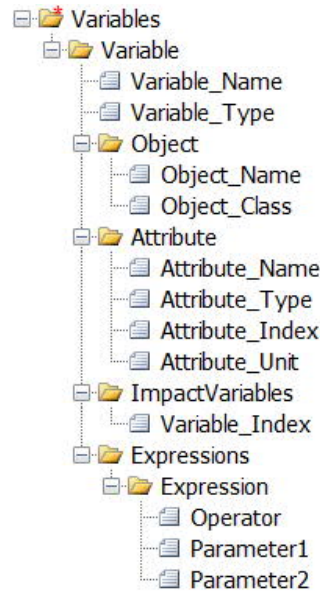 Variables
Variable
Variable_Name
Variable_Type
Object
Object_Name
Object_Class
Attribute
Attribute_Name
Attribute_Type
Attribute_Index
Attribute_Unit
ImpactVariables
Variable_Index
Expressions
Expression
Operator
Parameter1
Parameter2